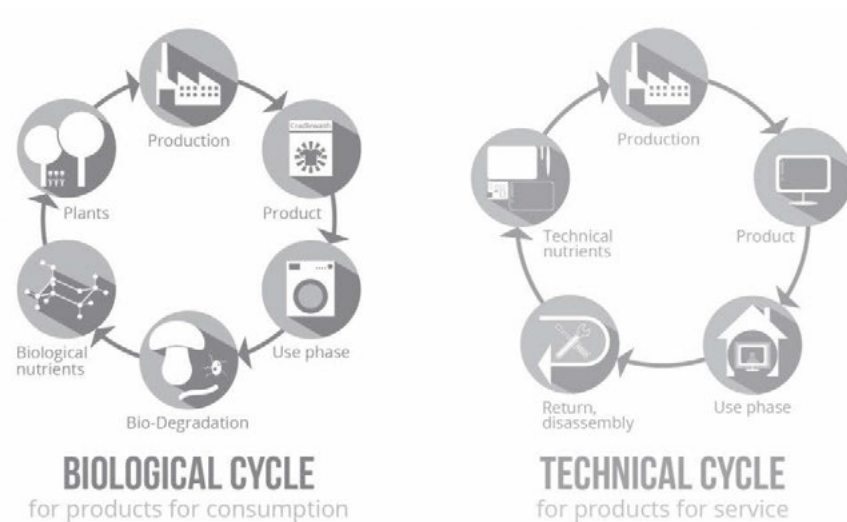 Production
Cradlewash
Product
Use phase
Bio-Degradation
Biological
nutrients
Plants
BIOLOGICAL CYCLE
for products for consumption
Production
Product
Use phase
Return,
disassembly
Technical
nutrients
TECHNICAL CYCLE
for products for service